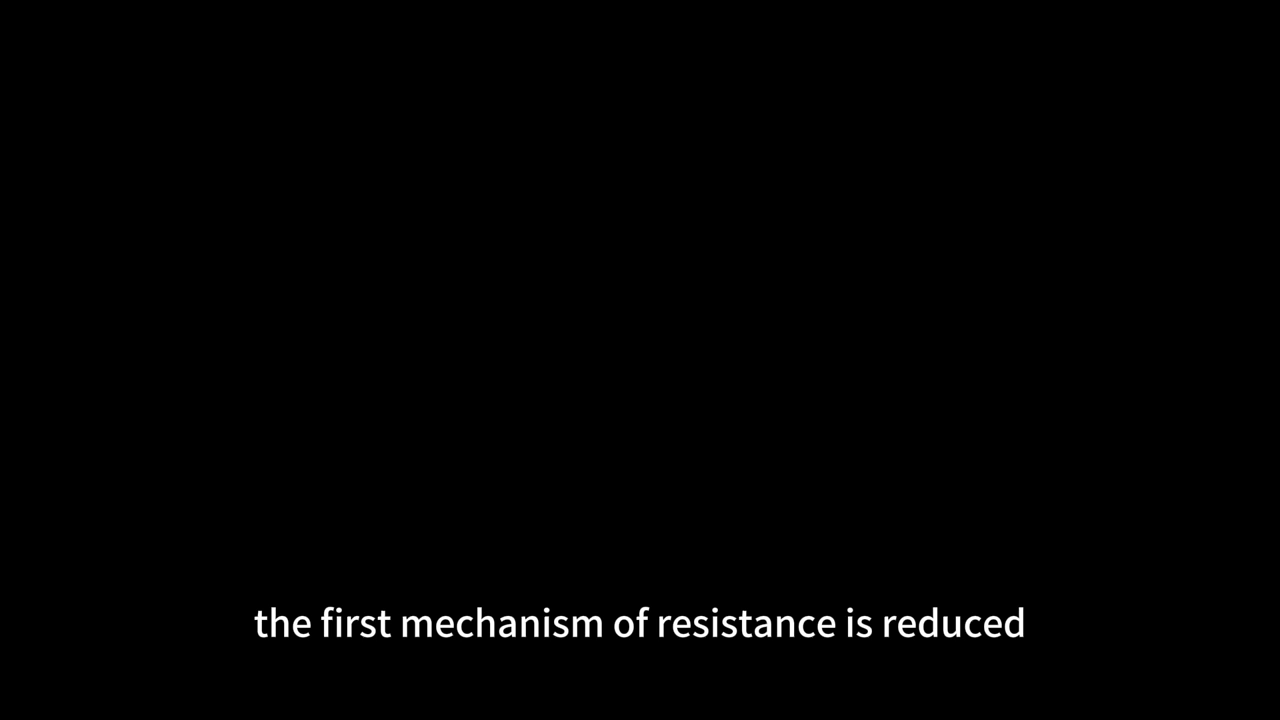 the first mechanism of resistance is reduced